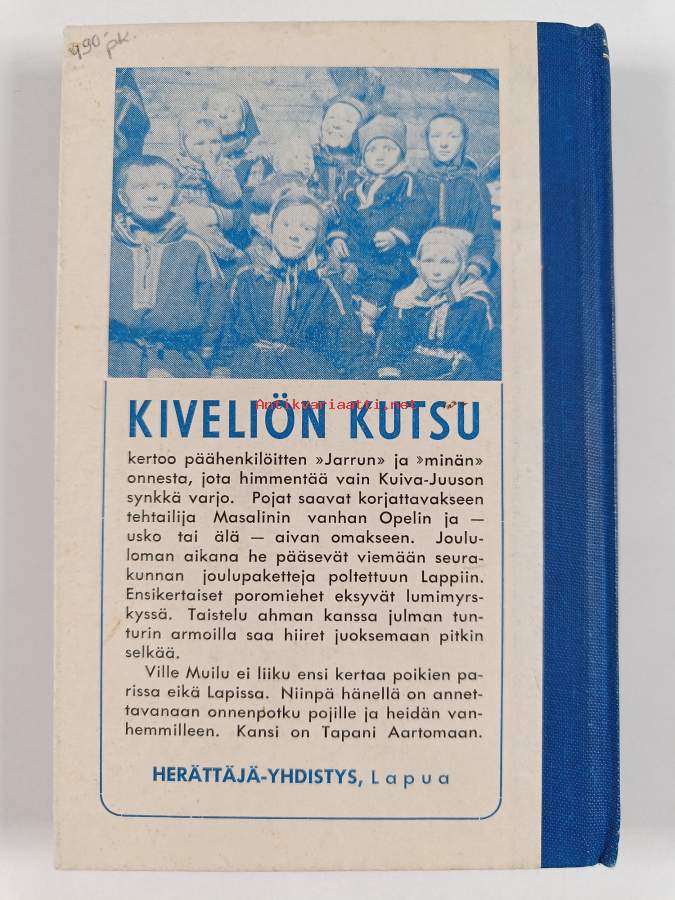 490 pk.
Antikvariaatti.net
KIVELIÖN KUTSU
kertoo päähenkilöitten »Jarrun» ja »minän»
onnesta, jota himmentää vain Kuiva-Juuson
synkkä varjo. Pojat saavat korjattavakseen
tehtailija Masalinin vanhan Opelin ja —
usko tai älä — aivan omakseen. Joulu-
loman aikana he pääsevät viemään seura-
kunnan joulupaketteja poltettuun Lappiin.
Ensikertaiset poromiehet eksyvät lumimyrs-
kyssä. Taistelu ahman kanssa julman tun-
turin armoilla saa hiiret juoksemaan pitkin
selkää.
Ville Muilu ei liiku ensi kertaa poikien pa-
rissa eikä Lapissa. Niinpä hänellä on annet-
tavanaan onnenpotku pojille ja heidän van-
hemmilleen. Kansi on Tapani Aartomaan.
HERÄTTÄJÄ-YHDISTYS, Lapua